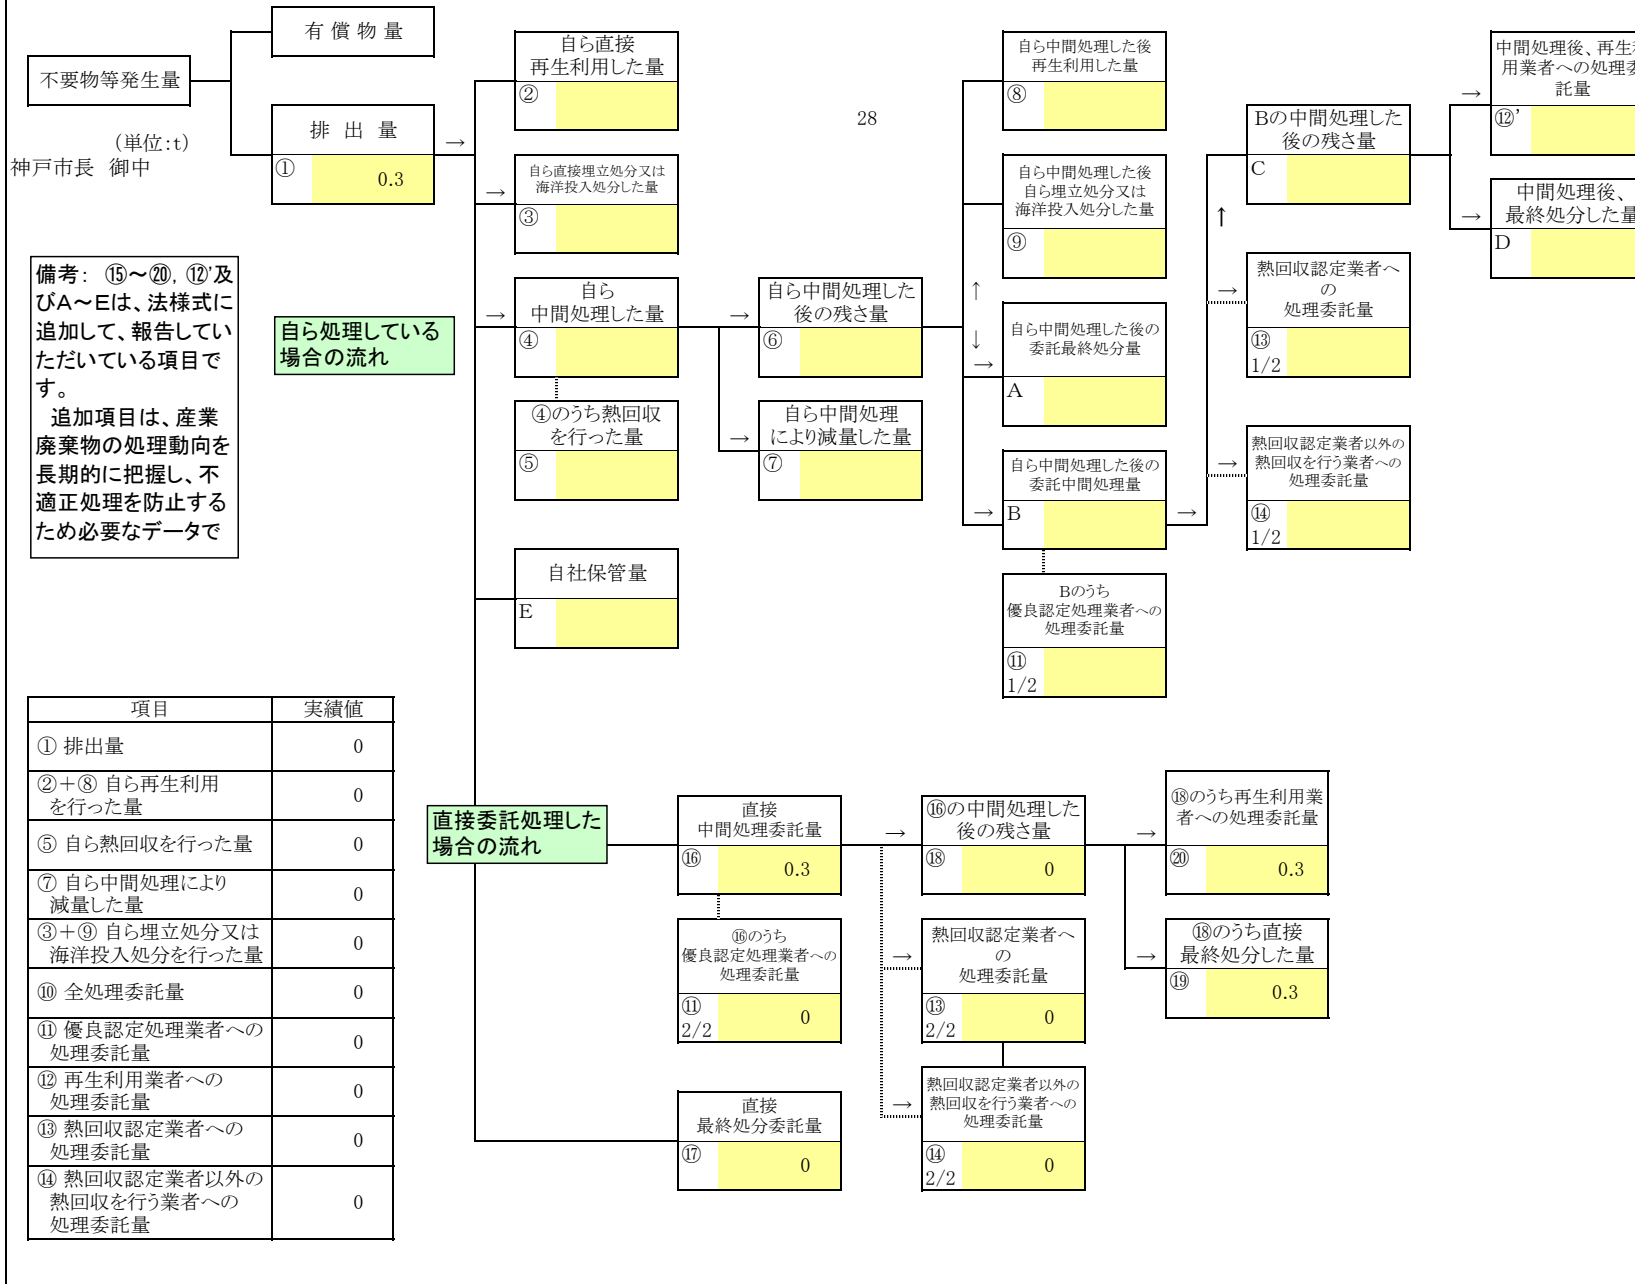 有 償 物 量
不要物等発生量
排 出 量
① 0.3
(単位:t)
神戸市長 御中
28
自ら直接
再生利用した量
②
自ら直接埋立処分又は
海洋投入処分した量
③
自ら
中間処理した量
④
④のうち熱回収
を行った量
⑤
自社保管量
E
自ら中間処理した
後の残さ量
⑥
自ら中間処理
により減量した量
⑦
自ら中間処理した後
再生利用した量
⑧
自ら中間処理した後
自ら埋立処分又は
海洋投入処分した量
⑨
自ら中間処理した後の
委託最終処分量
A
自ら中間処理した後の
委託中間処理量
B
Bのうち
優良認定処理業者への
処理委託量
⑪
1/2
Bの中間処理した
後の残さ量
C
熱回収認定業者へ
の
処理委託量
⑬
1/2
熱回収認定業者以外の
熱回収を行う業者への
処理委託量
⑭
1/2
中間処理後、再生
用業者への処理
託量
⑫'
中間処理後、
最終処分した量
D
備考: ⑮～⑳, ⑫'及
びA～Eは、法様式に
追加して、報告してい
ただいている項目で
す。
追加項目は、産業
廃棄物の処理動向を
長期的に把握し、不
適正処理を防止する
ため必要なデータで
自ら処理している
場合の流れ
項目 実績値
① 排出量 0
②＋⑧ 自ら再生利用
を行った量 0
⑤ 自ら熱回収を行った量 0
⑦ 自ら中間処理により
減量した量 0
③＋⑨ 自ら埋立処分又は
海洋投入処分を行った量 0
⑩ 全処理委託量 0
⑪ 優良認定処理業者への
処理委託量 0
⑫ 再生利用業者への
処理委託量 0
⑬ 熱回収認定業者への
処理委託量 0
⑭ 熱回収認定業者以外の
熱回収を行う業者への
処理委託量 0
直接委託処理した
場合の流れ
直接
中間処理委託量
⑯ 0.3
⑯のうち
優良認定処理業者への
処理委託量
⑪
2/2 0
直接
最終処分委託量
⑰ 0
⑯の中間処理した
後の残さ量
⑱ 0
熱回収認定業者へ
の
処理委託量
⑬
2/2 0
熱回収認定業者以外の
熱回収を行う業者への
処理委託量
⑭
2/2 0
⑱のうち再生利用業
者への処理委託量
⑳ 0.3
⑱のうち直接
最終処分した量
⑲ 0.3